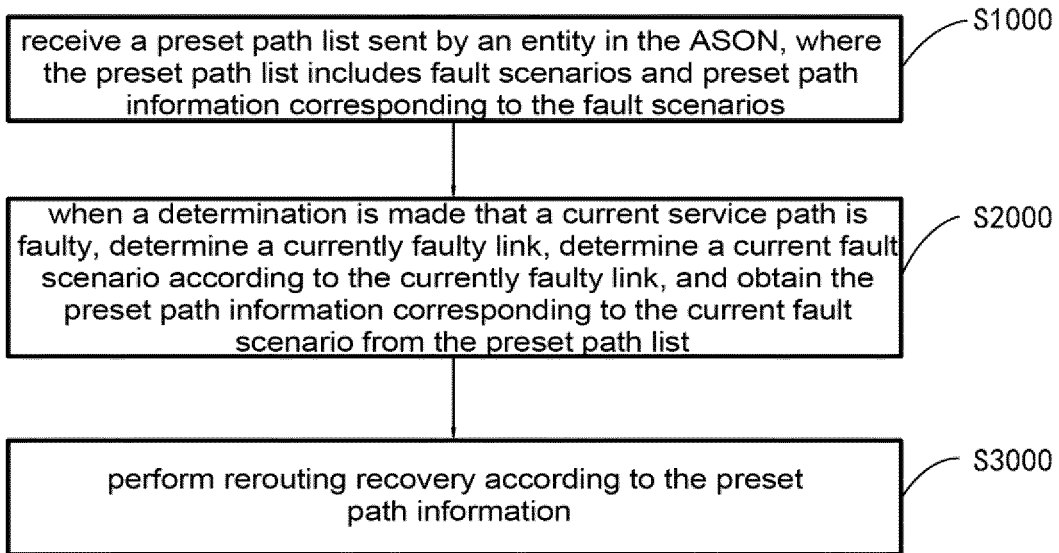 S1000
receive a preset path list sent by an entity in the ASON, where
the preset path list includes fault scenarios and preset path
information corresponding to the fault scenarios
S2000
when a determination is made that a current service path is
faulty, determine a currently faulty link, determine a current fault
scenario according to the currently faulty link, and obtain the
preset path information corresponding to the current fault
scenario from the preset path list
S3000
perform rerouting recovery according to the preset
path information